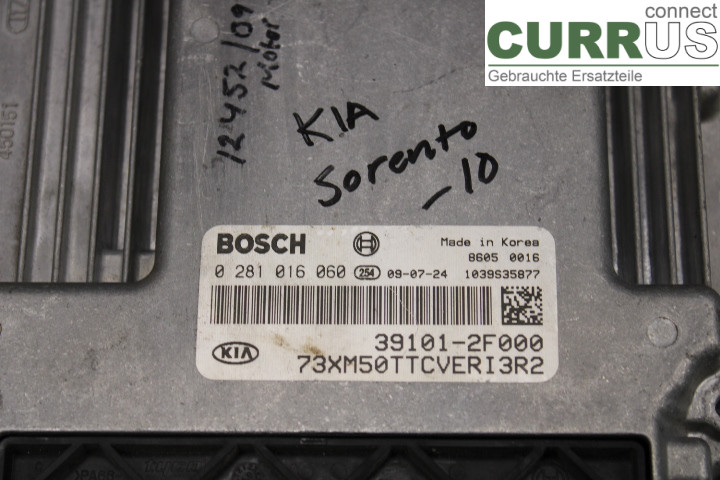 connect
CURRUS
Gebrauchte Ersatzteile
12452/09
Motor
KIA
Sorento
-10
450151
BOSCH
Made in Korea
8605 0016
0 281 016 060 254 09-07-24 1039S35877
39101-2F000
KIA
73XM50TTCVERI3R2